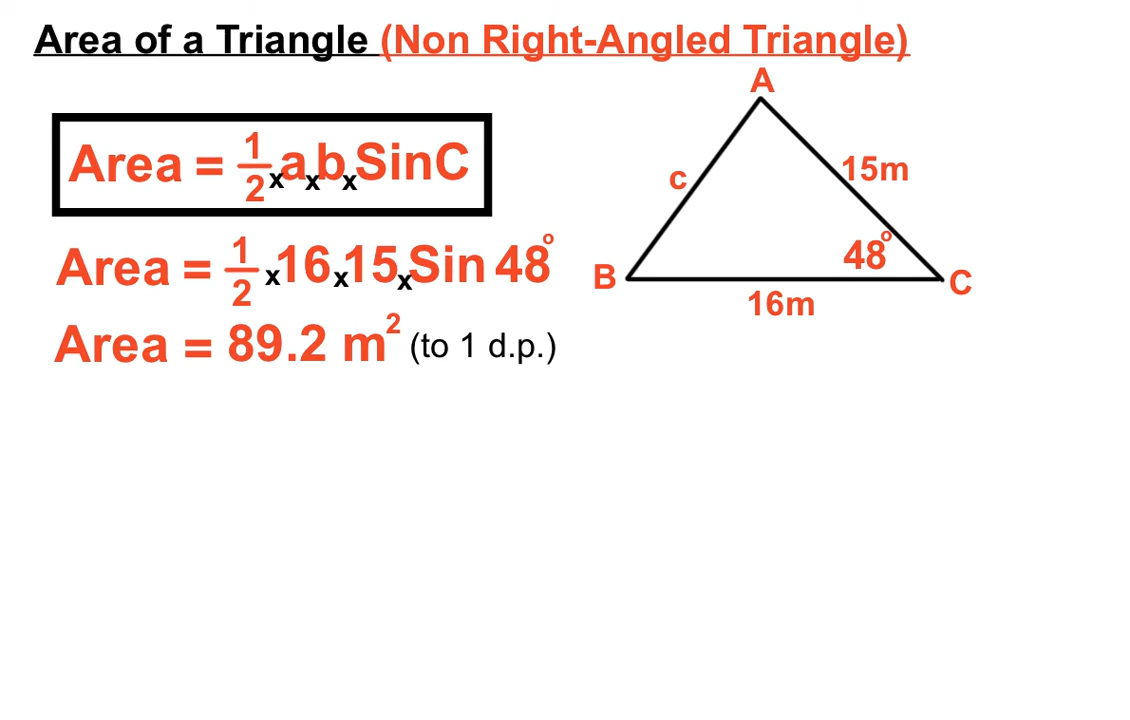 Area of a Triangle (Non Right-Angled Triangle)
Area = 1/2 x a x b x SinC
Area = 1/2 x 16 x 15 x Sin 48°
Area = 89.2 m² (to 1 d.p.)
A
c
15m
48°
B
C
16m